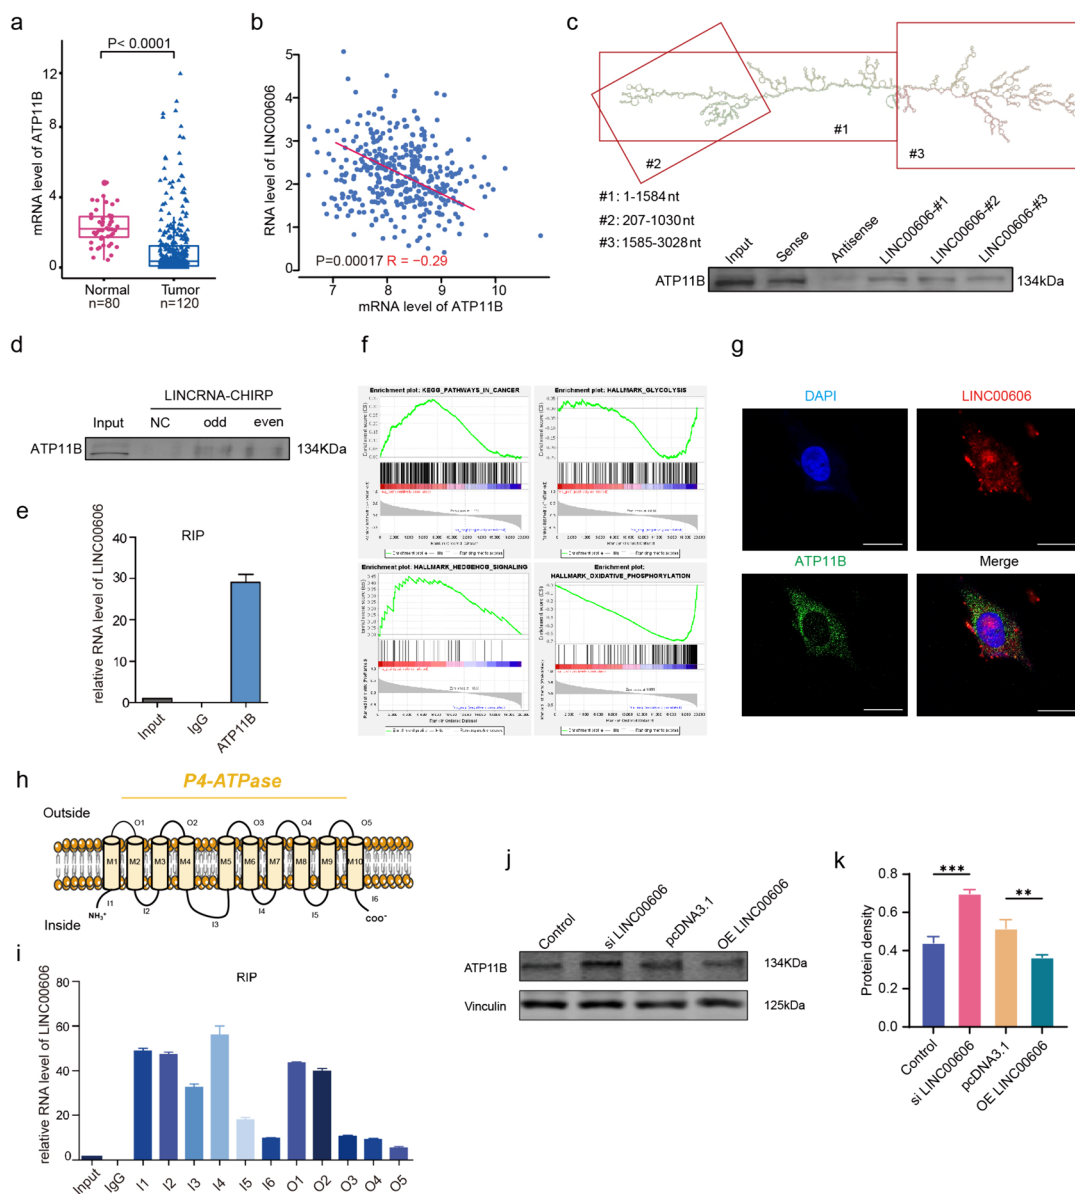 a
P< 0.0001
mRNA level of ATP11B
12
8
4
0
Normal
n=80
Tumor
n=120
b
RNA level of LINC00606
5
4
3
2
1
0
P=0.00017 R = −0.29
7 8 9 10
mRNA level of ATP11B
c
#1
#2
#3
#1: 1-1584nt
#2: 207-1030nt
#3: 1585-3028nt
Input
Sense
Antisense
LINC00606-#1
LINC00606-#2
LINC00606-#3
ATP11B
134kDa
d
LINCRNA-CHIRP
Input NC odd even
ATP11B
134KDa
e
RIP
relative RNA level of LINC00606
40
30
20
10
0
Input
IgG
ATP11B
f
Enrichment plot: KEGG_PATHWAYS_IN_CANCER
Enrichment plot: HALLMARK_GLYCOLYSIS
Enrichment plot: HALLMARK_HEDGEHOG_SIGNALING
Enrichment plot:
HALLMARK_OXIDATIVE_PHOSPHORYLATION
g
DAPI
LINC00606
ATP11B
Merge
h
P4-ATPase
Outside
O1 O2 O3 O4 O5
M1 M2 M3 M4 M5 M6 M7 M8 M9 M10
I1 I2 I3 I4 I5 I6
NH₃⁺
COO⁻
Inside
i
RIP
relative RNA level of LINC00606
80
60
40
20
0
Input IgG I1 I2 I3 I4 I5 I6 O1 O2 O3 O4 O5
j
Control
si LINC00606
pcDNA3.1
OE LINC00606
ATP11B
134KDa
Vinculin
125kDa
k
Protein density
0.8
0.6
0.4
0.2
0.0
***
**
Control
si LINC00606
pcDNA3.1
OE LINC00606